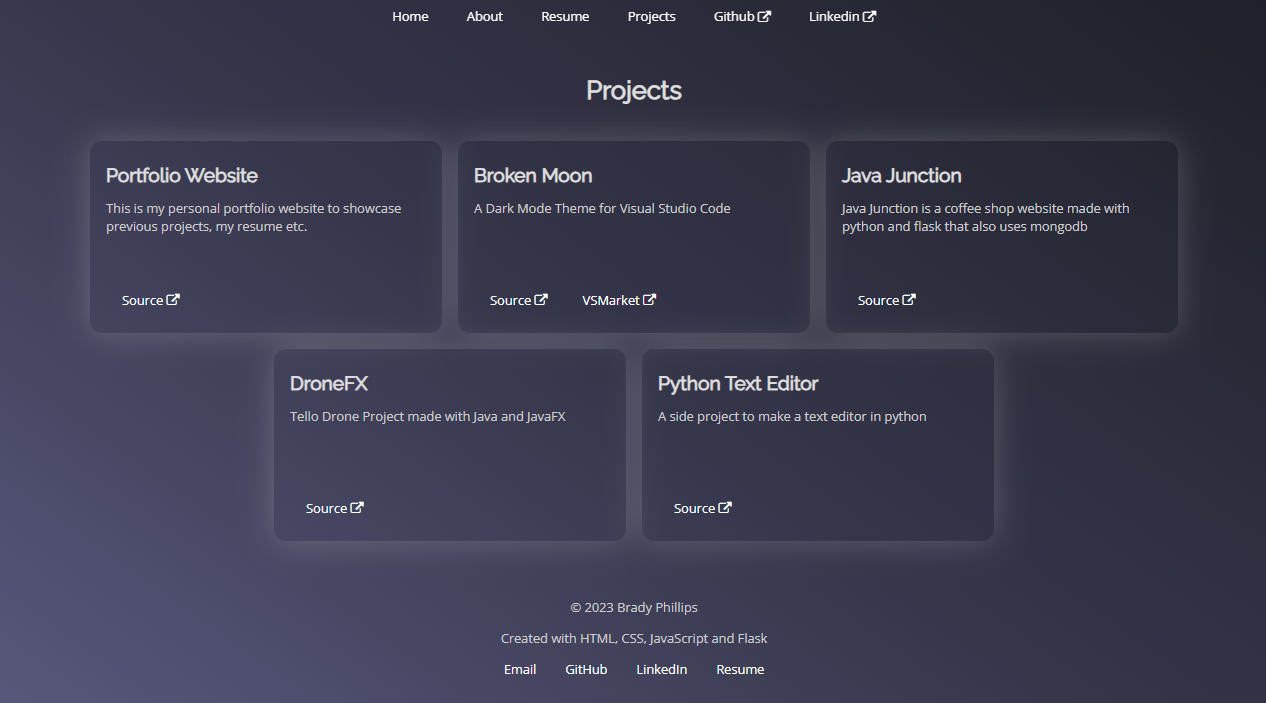 Home About Resume Projects Github Linkedin
Projects
Portfolio Website
This is my personal portfolio website to showcase
previous projects, my resume etc.
Source
Broken Moon
A Dark Mode Theme for Visual Studio Code
Source VSMarket
Java Junction
Java Junction is a coffee shop website made with
python and flask that also uses mongodb
Source
DroneFX
Tello Drone Project made with Java and JavaFX
Source
Python Text Editor
A side project to make a text editor in python
Source
© 2023 Brady Phillips
Created with HTML, CSS, JavaScript and Flask
Email GitHub LinkedIn Resume